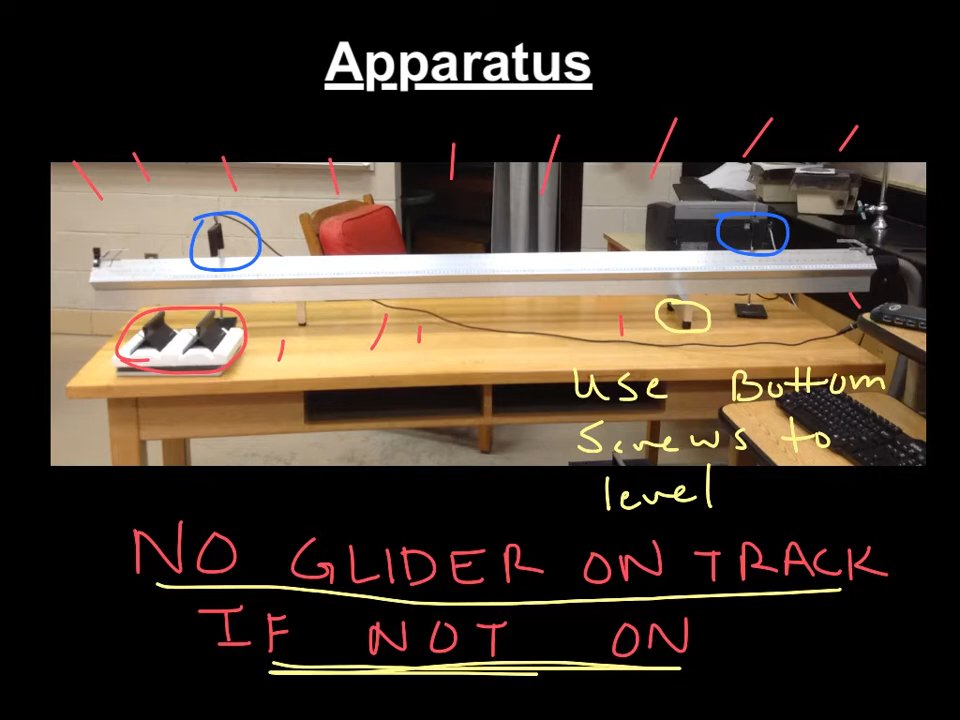 Apparatus
Use Bottom
Screws to
level
NO GLIDER ON TRACK
IF NOT ON